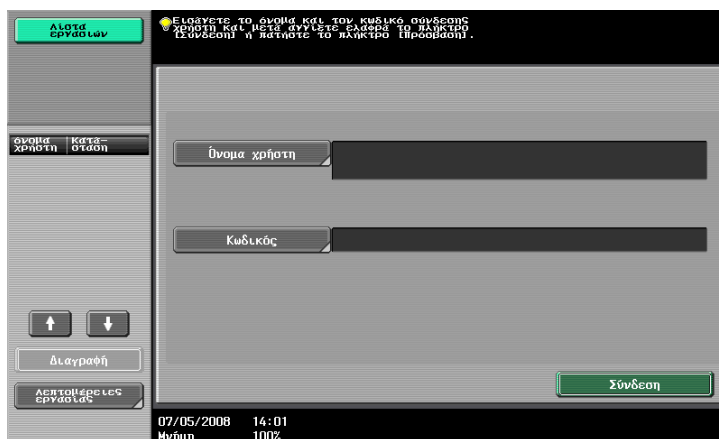 Λίστα
εργασιών
Εισάγετε το όνομα και τον κωδικό σύνδεσης
χρήστη και μετά αγγίξτε ελαφρά το πλήκτρο
[Σύνδεση] ή πατήστε το πλήκτρο [Πρόσβαση].
όνομα Κατά-
χρήστη σταση
Όνομα χρήστη
Κωδικός
Διαγραφή
Λεπτομέρειες
εργασίας
Σύνδεση
07/05/2008 14:01
Μνήμη 100%